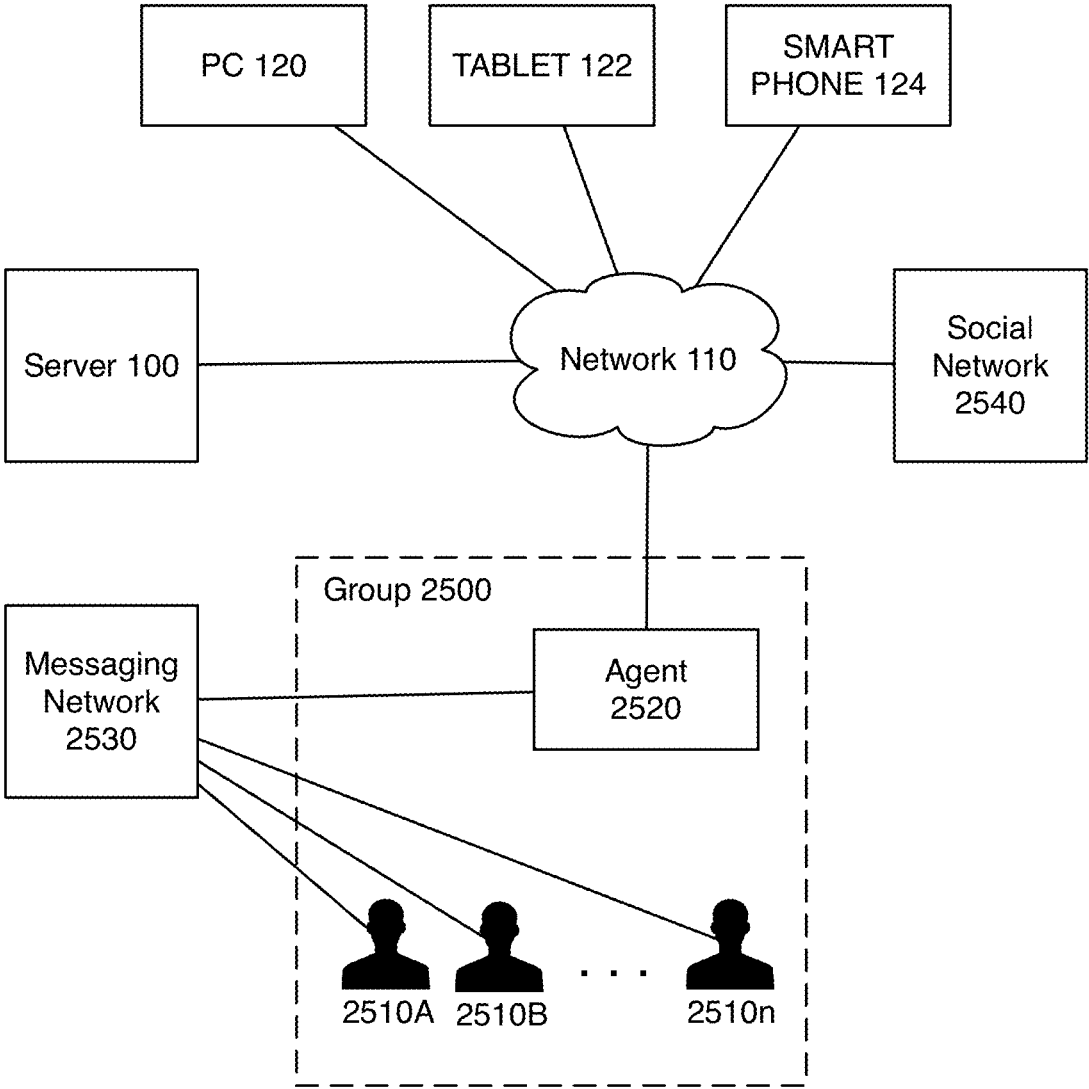 PC 120
TABLET 122
SMART
PHONE 124
Server 100
Network 110
Social
Network
2540
Group 2500
Messaging
Network
2530
Agent
2520
. . .
2510A
2510B
2510n